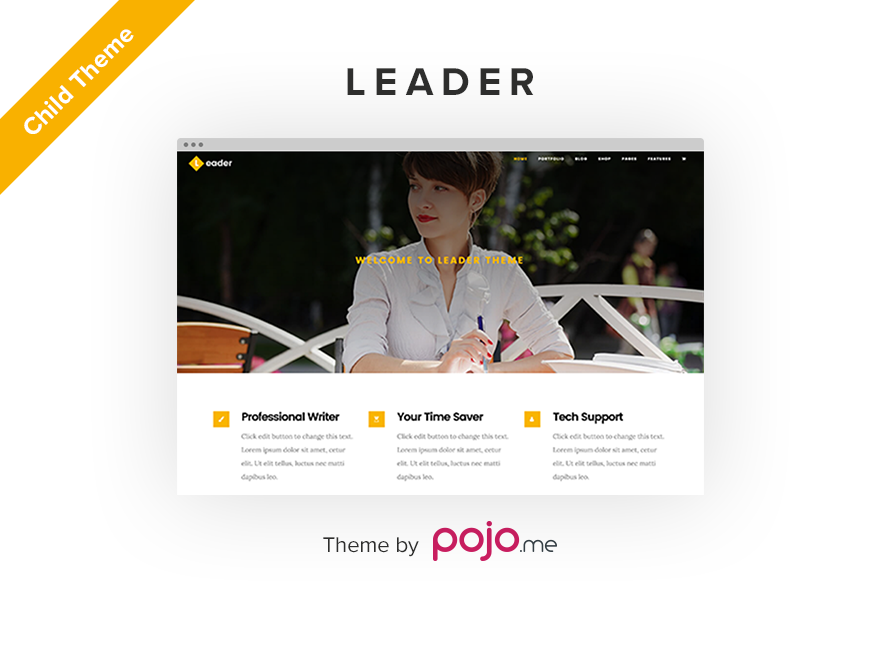 Child Theme
LEADER
L eader
HOME PORTFOLIO BLOG SHOP PAGES FEATURES
WELCOME TO LEADER THEME
Professional Writer
Click edit button to change this text.
Lorem ipsum dolor sit amet, cetur
elit. Ut elit tellus, luctus nec matti
dapibus leo.
Your Time Saver
Click edit button to change this text.
Lorem ipsum dolor sit amet, cetur
elit. Ut elit tellus, luctus nec matti
dapibus leo.
Tech Support
Click edit button to change this text.
Lorem ipsum dolor sit amet, cetur
elit. Ut elit tellus, luctus nec matti
dapibus leo.
Theme by pojo.me